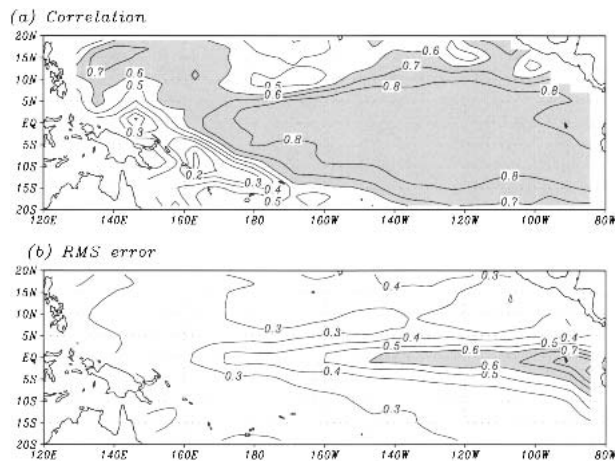 (a) Correlation
20N
15N
10N
5N
EQ
5S
10S
15S
20S
120E 140E 160E 180 160W 140W 120W 100W 80W
0.7 0.6 0.5 0.3 0.2 0.3 0.4 0.5 0.5 0.6 0.8 0.7 0.6 0.8 0.8 0.8 0.7
(b) RMS error
20N
15N
10N
5N
EQ
5S
10S
15S
20S
120E 140E 160E 180 160W 140W 120W 100W 80W
0.3 0.4 0.3 0.3 0.4 0.5 0.6 0.4 0.5 0.7 0.3 0.4 0.6 0.5 0.3